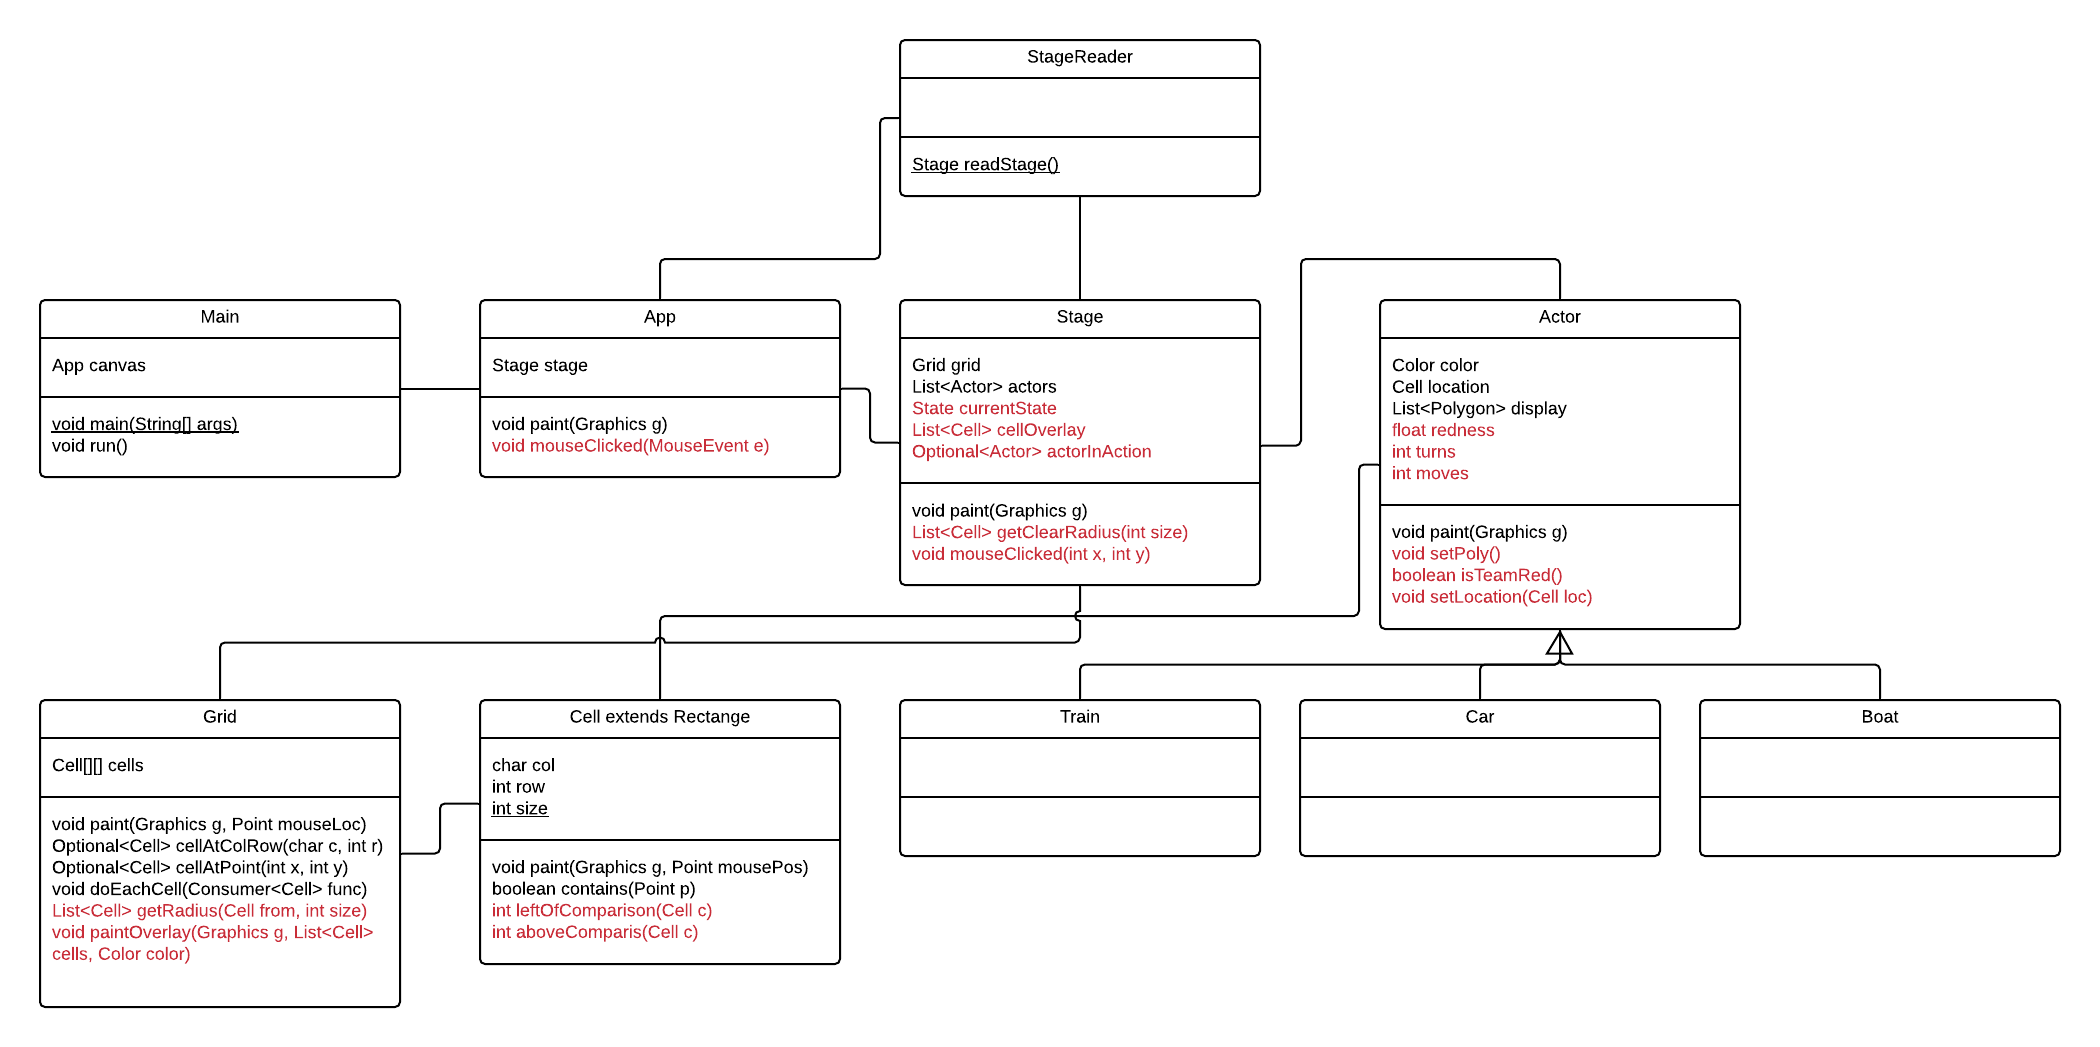 StageReader
Stage readStage()
Main
App canvas
void main(String[] args)
void run()
App
Stage stage
void paint(Graphics g)
void mouseClicked(MouseEvent e)
Stage
Grid grid
List<Actor> actors
State currentState
List<Cell> cellOverlay
Optional<Actor> actorInAction
void paint(Graphics g)
List<Cell> getClearRadius(int size)
void mouseClicked(int x, int y)
Actor
Color color
Cell location
List<Polygon> display
float redness
int turns
int moves
void paint(Graphics g)
void setPoly()
boolean isTeamRed()
void setLocation(Cell loc)
Grid
Cell[][] cells
void paint(Graphics g, Point mouseLoc)
Optional<Cell> cellAtColRow(char c, int r)
Optional<Cell> cellAtPoint(int x, int y)
void doEachCell(Consumer<Cell> func)
List<Cell> getRadius(Cell from, int size)
void paintOverlay(Graphics g, List<Cell>
cells, Color color)
Cell extends Rectange
char col
int row
int size
void paint(Graphics g, Point mousePos)
boolean contains(Point p)
int leftOfComparison(Cell c)
int aboveComparis(Cell c)
Train
Car
Boat